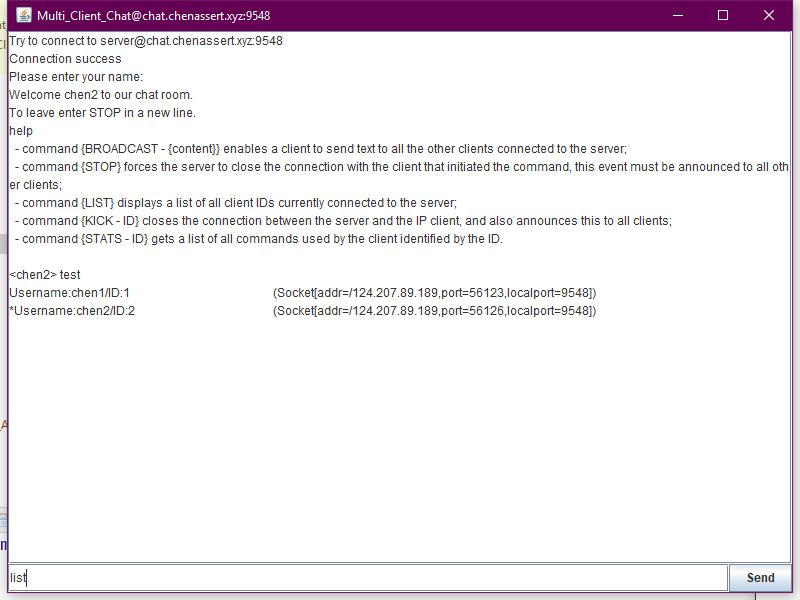 Multi_Client_Chat@chat.chenassert.xyz:9548
Try to connect to server@chat.chenassert.xyz:9548
Connection success
Please enter your name:
Welcome chen2 to our chat room.
To leave enter STOP in a new line.
help
- command {BROADCAST - {content}} enables a client to send text to all the other clients connected to the server;
- command {STOP} forces the server to close the connection with the client that initiated the command, this event must be announced to all oth
er clients;
- command {LIST} displays a list of all client IDs currently connected to the server;
- command {KICK - ID} closes the connection between the server and the IP client, and also announces this to all clients;
- command {STATS - ID} gets a list of all commands used by the client identified by the ID.
<chen2> test
Username:chen1/ID:1 (Socket[addr=/124.207.89.189,port=56123,localport=9548])
*Username:chen2/ID:2 (Socket[addr=/124.207.89.189,port=56126,localport=9548])
list
Send